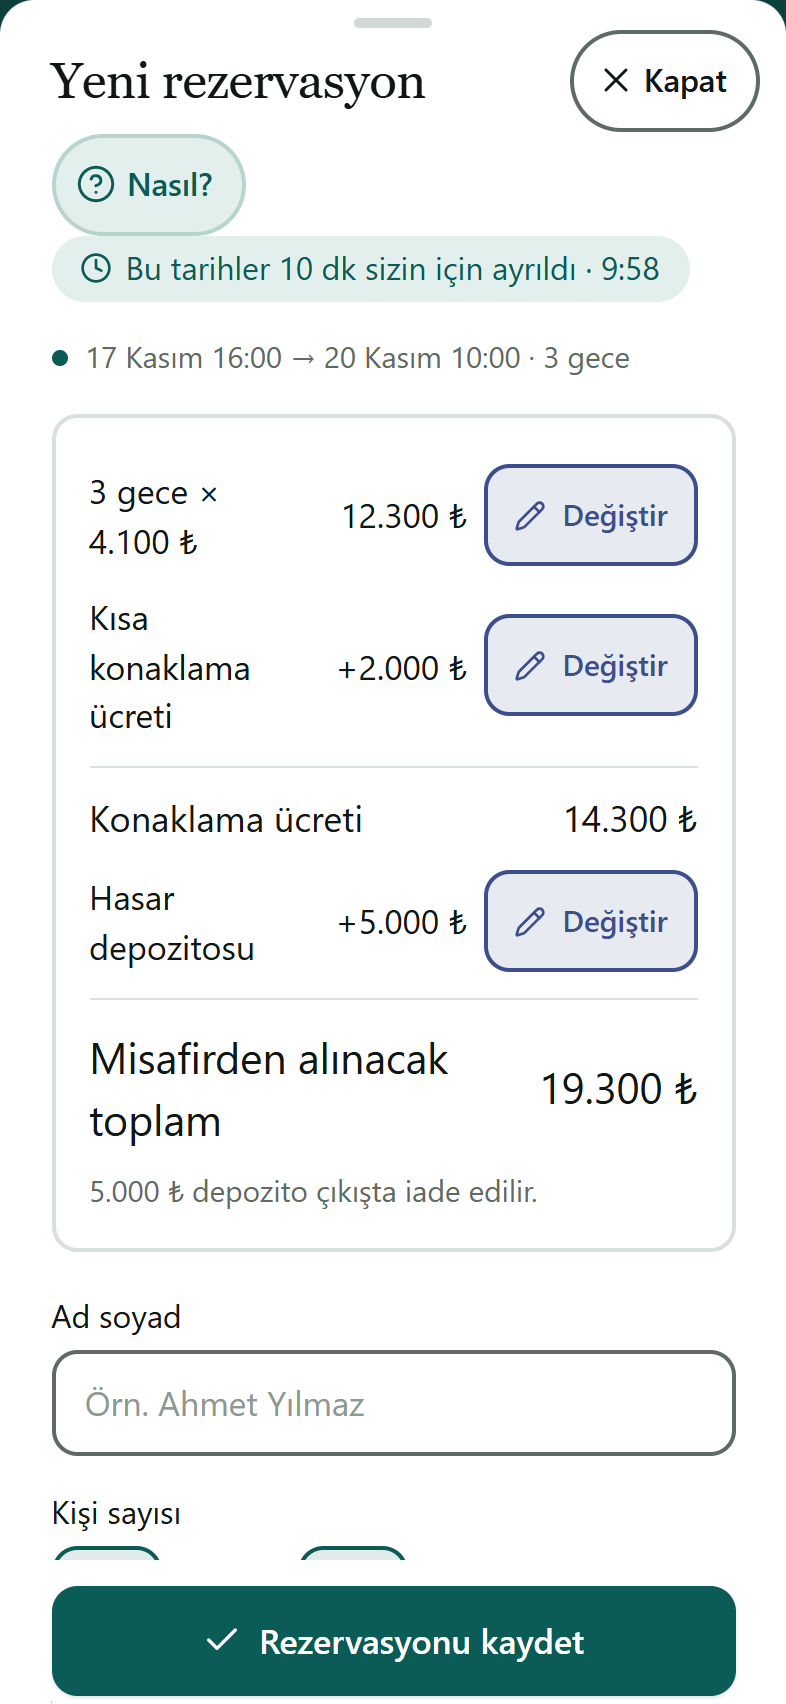 Yeni rezervasyon
Kapat
Nasıl?
Bu tarihler 10 dk sizin için ayrıldı · 9:58
17 Kasım 16:00 → 20 Kasım 10:00 · 3 gece
3 gece ×
4.100 ₺
12.300 ₺
Değiştir
Kısa
konaklama
ücreti
+2.000 ₺
Değiştir
Konaklama ücreti
14.300 ₺
Hasar
depozitosu
+5.000 ₺
Değiştir
Misafirden alınacak
toplam
19.300 ₺
5.000 ₺ depozito çıkışta iade edilir.
Ad soyad
Örn. Ahmet Yılmaz
Kişi sayısı
Rezervasyonu kaydet